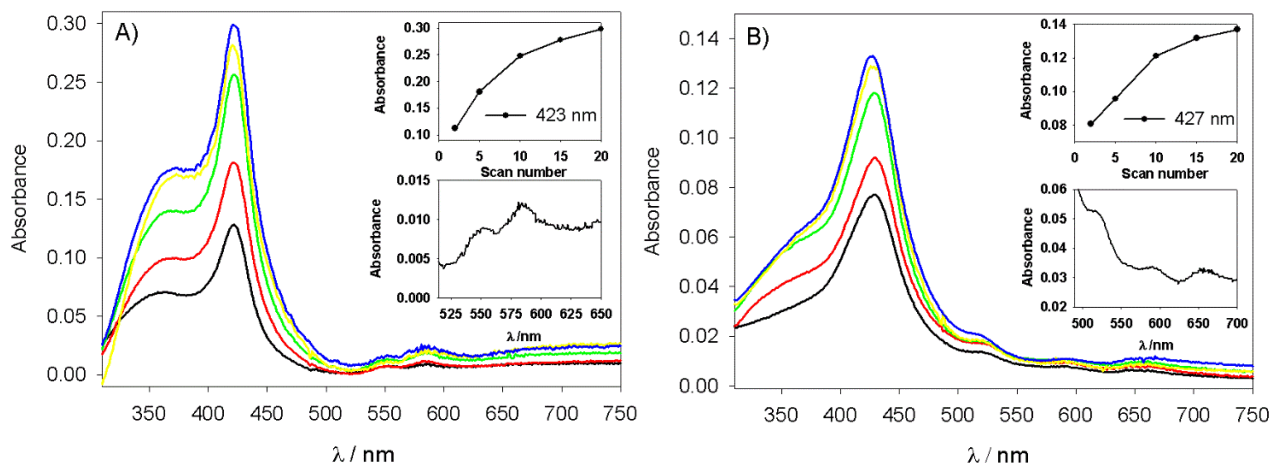 A)
Absorbance
0.30
0.25
0.20
0.15
0.10
0.05
0.00
350 400 450 500 550 600 650 700 750
λ / nm
Absorbance
0.30
0.25
0.20
0.15
0.10
423 nm
0 5 10 15 20
Scan number
Absorbance
0.015
0.010
0.005
0.000
525 550 575 600 625 650
λ /nm
B)
Absorbance
0.14
0.12
0.10
0.08
0.06
0.04
0.02
0.00
350 400 450 500 550 600 650 700 750
λ / nm
Absorbance
0.14
0.12
0.10
0.08
427 nm
0 5 10 15 20
Scan number
Absorbance
0.06
0.05
0.04
0.03
0.02
500 550 600 650 700
λ /nm